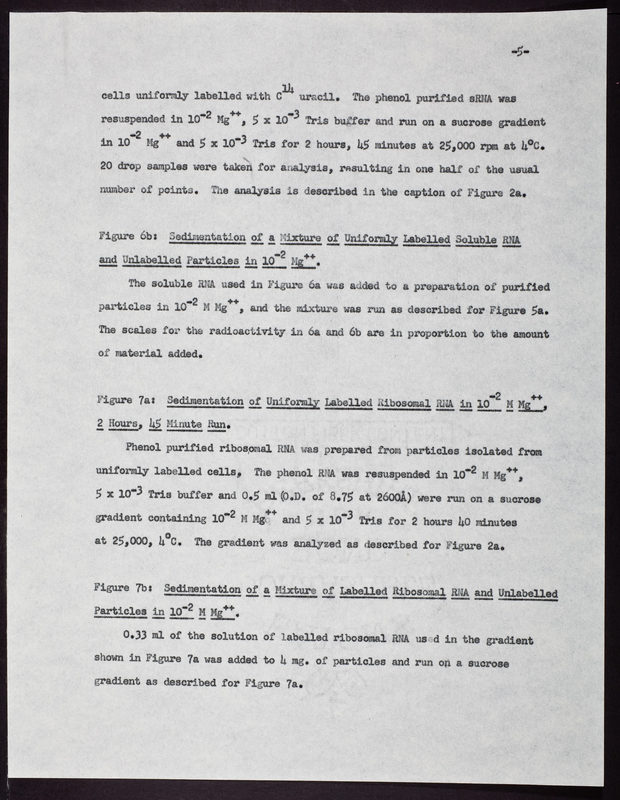 -5-
cells uniformly labelled with C¹⁴ uracil. The phenol purified sRNA was
resuspended in 10⁻² Mg⁺⁺, 5 x 10⁻³ Tris buffer and run on a sucrose gradient
in 10⁻² Mg⁺⁺ and 5 x 10⁻³ Tris for 2 hours, 45 minutes at 25,000 rpm at 4°C.
20 drop samples were taken for analysis, resulting in one half of the usual
number of points. The analysis is described in the caption of Figure 2a.
Figure 6b: Sedimentation of a Mixture of Uniformly Labelled Soluble RNA
and Unlabelled Particles in 10⁻² Mg⁺⁺.
The soluble RNA used in Figure 6a was added to a preparation of purified
particles in 10⁻² M Mg⁺⁺, and the mixture was run as described for Figure 5a.
The scales for the radioactivity in 6a and 6b are in proportion to the amount
of material added.
Figure 7a: Sedimentation of Uniformly Labelled Ribosomal RNA in 10⁻² M Mg⁺⁺,
2 Hours, 45 Minute Run.
Phenol purified ribosomal RNA was prepared from particles isolated from
uniformly labelled cells. The phenol RNA was resuspended in 10⁻² M Mg⁺⁺,
5 x 10⁻³ Tris buffer and 0.5 ml (O.D. of 8.75 at 2600Å) were run on a sucrose
gradient containing 10⁻² M Mg⁺⁺ and 5 x 10⁻³ Tris for 2 hours 40 minutes
at 25,000, 4°C. The gradient was analyzed as described for Figure 2a.
Figure 7b: Sedimentation of a Mixture of Labelled Ribosomal RNA and Unlabelled
Particles in 10⁻² M Mg⁺⁺.
0.33 ml of the solution of labelled ribosomal RNA used in the gradient
shown in Figure 7a was added to 4 mg. of particles and run on a sucrose
gradient as described for Figure 7a.